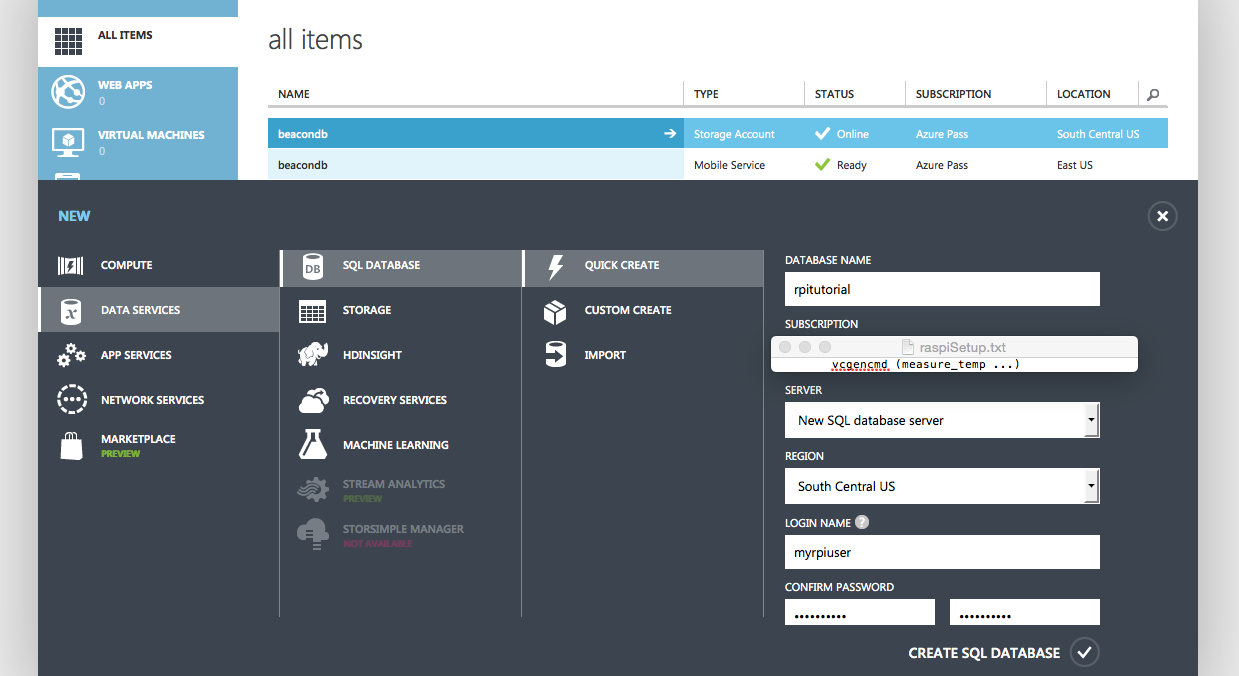 ALL ITEMS
WEB APPS
0
VIRTUAL MACHINES
0
all items
NAME TYPE STATUS SUBSCRIPTION LOCATION
beacondb Storage Account Online Azure Pass South Central US
beacondb Mobile Service Ready Azure Pass East US
NEW
COMPUTE
DATA SERVICES
APP SERVICES
NETWORK SERVICES
MARKETPLACE
PREVIEW
DB
SQL DATABASE
STORAGE
HDINSIGHT
RECOVERY SERVICES
MACHINE LEARNING
STREAM ANALYTICS
PREVIEW
STORSIMPLE MANAGER
NOT AVAILABLE
QUICK CREATE
CUSTOM CREATE
IMPORT
DATABASE NAME
rpitutorial
SUBSCRIPTION
raspiSetup.txt
vcgencmd (measure_temp ...)
SERVER
New SQL database server
REGION
South Central US
LOGIN NAME ?
myrpiuser
CONFIRM PASSWORD
•••••••••• ••••••••••
CREATE SQL DATABASE